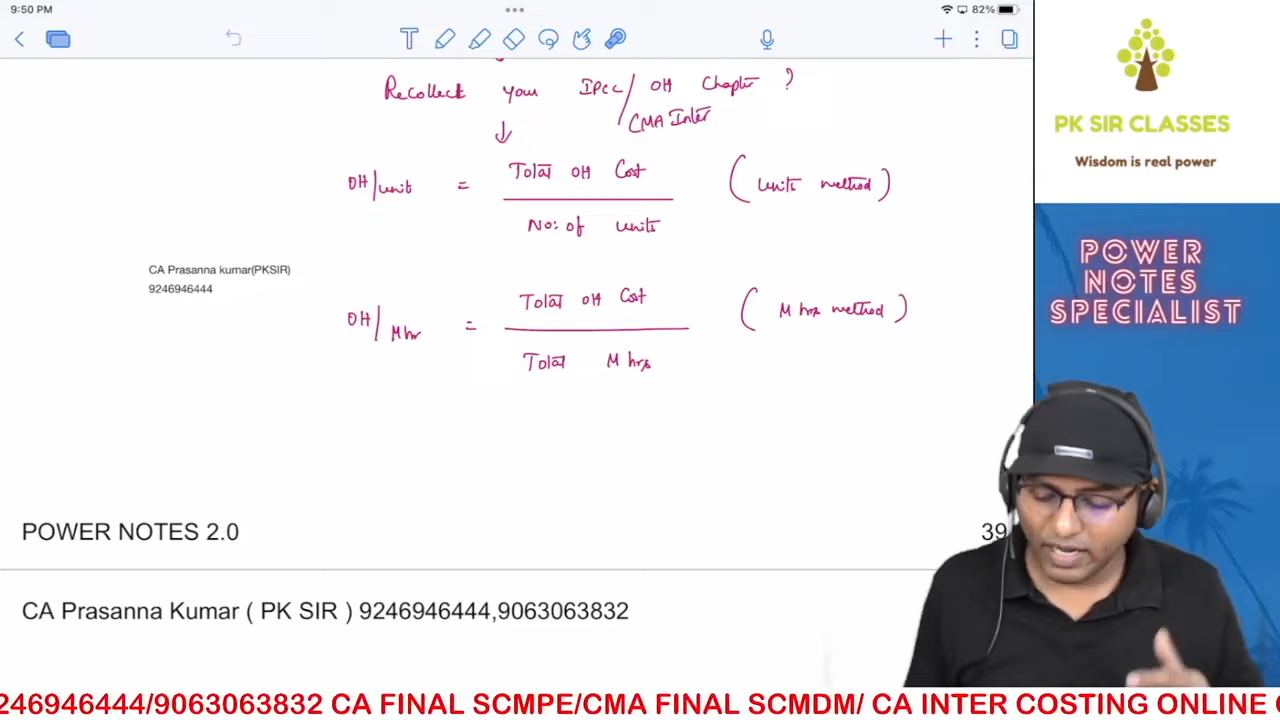 9:50 PM
82%
Recollect your IPCC/ OH Chapter ?
CMA Inter
OH/unit = Total OH Cost (Units method)
No: of units
CA Prasanna kumar(PKSIR)
9246946444
OH/Mhr = Total OH Cost (M hrs method)
Total M hrs
POWER NOTES 2.0
39
CA Prasanna Kumar ( PK SIR ) 9246946444,9063063832
PK SIR CLASSES
Wisdom is real power
POWER
NOTES
SPECIALIST
246946444/9063063832 CA FINAL SCMPE/CMA FINAL SCMDM/ CA INTER COSTING ONLINE